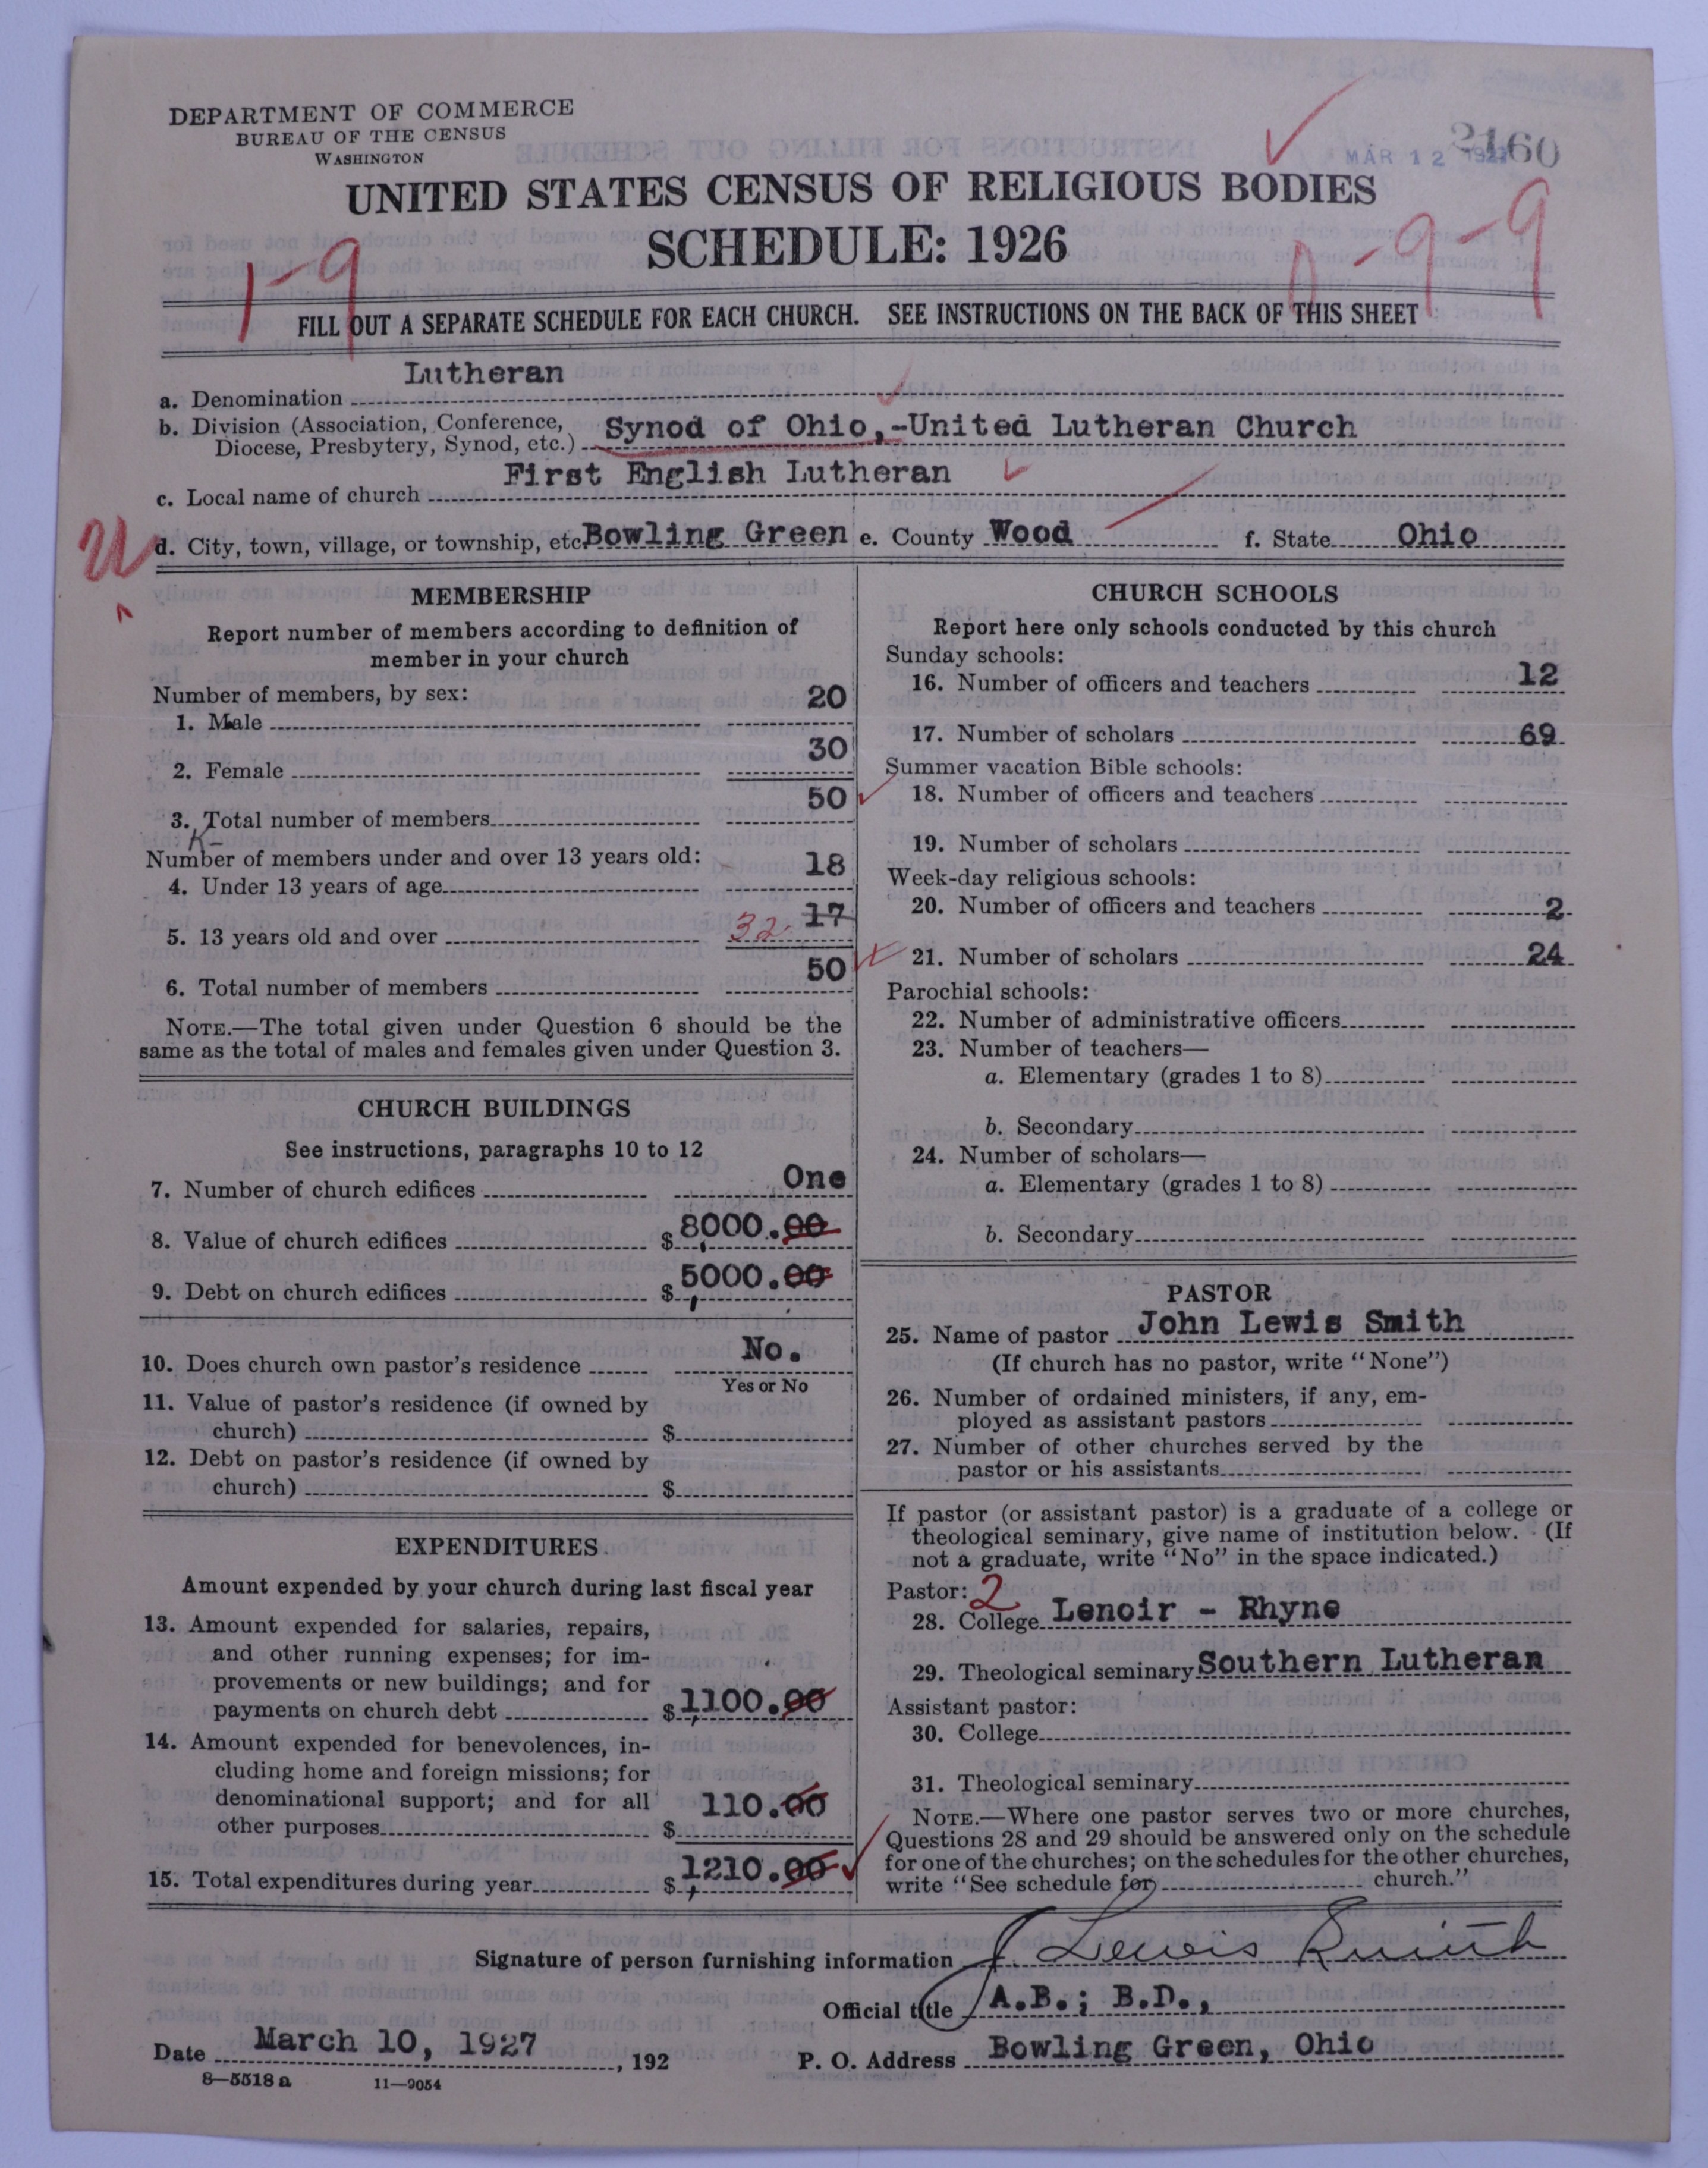 DEPARTMENT OF COMMERCE
BUREAU OF THE CENSUS
WASHINGTON
MAR 12 1927
2160
UNITED STATES CENSUS OF RELIGIOUS BODIES
SCHEDULE: 1926
1-9
9-9
FILL OUT A SEPARATE SCHEDULE FOR EACH CHURCH. SEE INSTRUCTIONS ON THE BACK OF THIS SHEET
a. Denomination Lutheran
b. Division (Association, Conference, Diocese, Presbytery, Synod, etc.) Synod of Ohio,-United Lutheran Church
c. Local name of church First English Lutheran
d. City, town, village, or township, etc. Bowling Green e. County Wood f. State Ohio
MEMBERSHIP
Report number of members according to definition of
member in your church
Number of members, by sex:
1. Male 20
2. Female 30
3. Total number of members 50
Number of members under and over 13 years old:
4. Under 13 years of age 18
5. 13 years old and over 32 17
6. Total number of members 50
NOTE.—The total given under Question 6 should be the
same as the total of males and females given under Question 3.
CHURCH BUILDINGS
See instructions, paragraphs 10 to 12
7. Number of church edifices One
8. Value of church edifices $ 8000.00
9. Debt on church edifices $ 5000.00
10. Does church own pastor's residence No.
Yes or No
11. Value of pastor's residence (if owned by
church) $
12. Debt on pastor's residence (if owned by
church) $
EXPENDITURES
Amount expended by your church during last fiscal year
13. Amount expended for salaries, repairs,
and other running expenses; for im-
provements or new buildings; and for
payments on church debt $ 1100.00
14. Amount expended for benevolences, in-
cluding home and foreign missions; for
denominational support; and for all
other purposes $ 110.00
15. Total expenditures during year $ 1210.00
CHURCH SCHOOLS
Report here only schools conducted by this church
Sunday schools:
16. Number of officers and teachers 12
17. Number of scholars 69
Summer vacation Bible schools:
18. Number of officers and teachers
19. Number of scholars
Week-day religious schools:
20. Number of officers and teachers 2
21. Number of scholars 24
Parochial schools:
22. Number of administrative officers
23. Number of teachers—
a. Elementary (grades 1 to 8)
b. Secondary
24. Number of scholars—
a. Elementary (grades 1 to 8)
b. Secondary
PASTOR
25. Name of pastor John Lewis Smith
(If church has no pastor, write "None")
26. Number of ordained ministers, if any, em-
ployed as assistant pastors
27. Number of other churches served by the
pastor or his assistants
If pastor (or assistant pastor) is a graduate of a college or
theological seminary, give name of institution below. (If
not a graduate, write "No" in the space indicated.)
Pastor: 2
28. College Lenoir - Rhyne
29. Theological seminary Southern Lutheran
Assistant pastor:
30. College
31. Theological seminary
NOTE.—Where one pastor serves two or more churches,
Questions 28 and 29 should be answered only on the schedule
for one of the churches; on the schedules for the other churches,
write "See schedule for church."
Signature of person furnishing information J Lewis Smith
Official title A.B.; B.D.,
Date March 10, 1927, 192
P. O. Address Bowling Green, Ohio
8—5518 a 11—9054